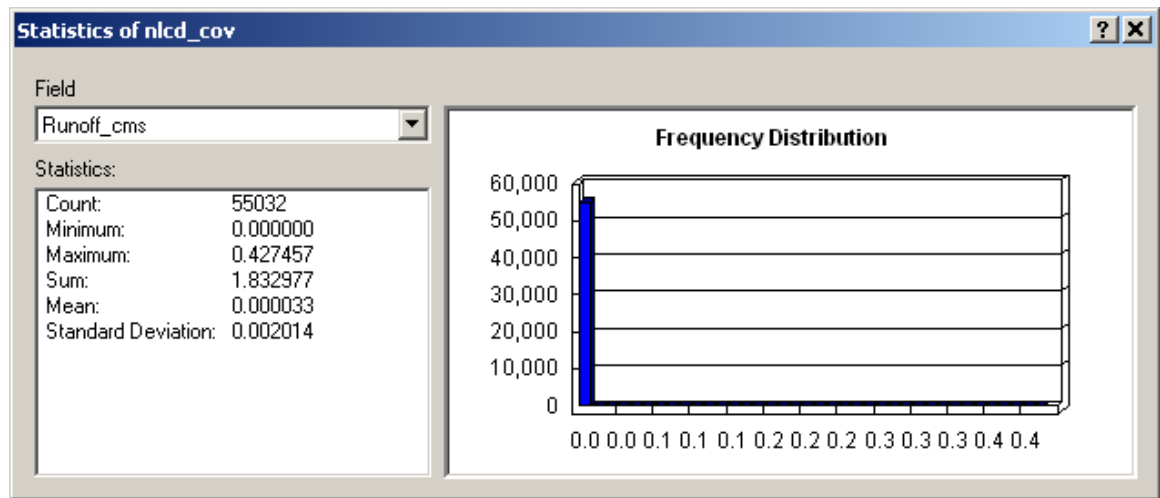 Statistics of nlcd_cov
Field
Runoff_cms
Statistics:
Count: 55032
Minimum: 0.000000
Maximum: 0.427457
Sum: 1.832977
Mean: 0.000033
Standard Deviation: 0.002014
Frequency Distribution
60,000
50,000
40,000
30,000
20,000
10,000
0
0.0 0.0 0.1 0.1 0.1 0.2 0.2 0.2 0.3 0.3 0.3 0.4 0.4